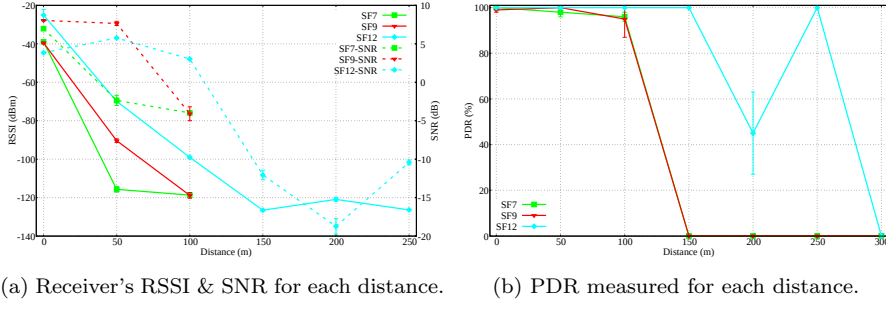 -20
-40
-60
-80
-100
-120
-140
RSSI (dBm)
10
5
0
-5
-10
-15
-20
SNR (dB)
0 50 100 150 200 250
Distance (m)
SF7
SF9
SF12
SF7-SNR
SF9-SNR
SF12-SNR
(a) Receiver's RSSI & SNR for each distance.
100
80
60
40
20
0
PDR (%)
0 50 100 150 200 250 300
Distance (m)
SF7
SF9
SF12
(b) PDR measured for each distance.